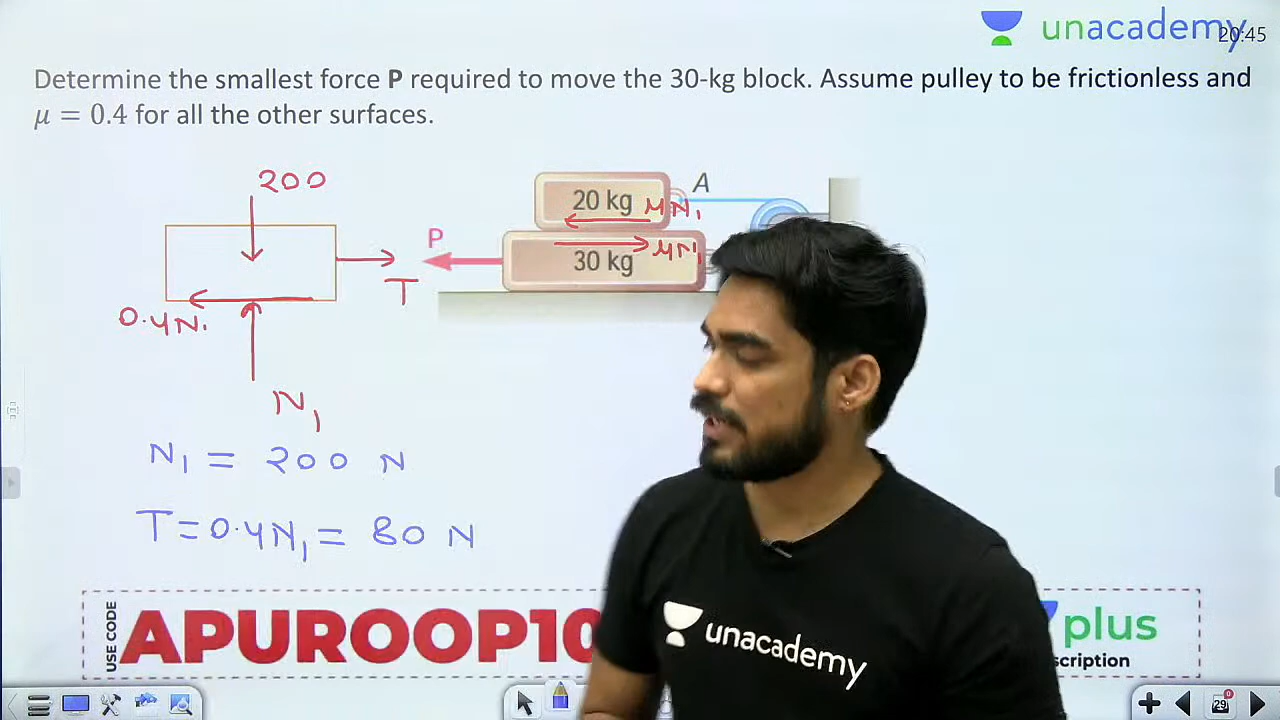 unacademy
20:45
Determine the smallest force P required to move the 30-kg block. Assume pulley to be frictionless and
μ = 0.4 for all the other surfaces.
200
A
20 kg
μN₁
P
30 kg
μN₁
T
0.4N₁
N₁
N₁ = 200 N
T = 0.4N₁ = 80 N
unacademy
USE CODE
APUROOP10
plus
scription
29